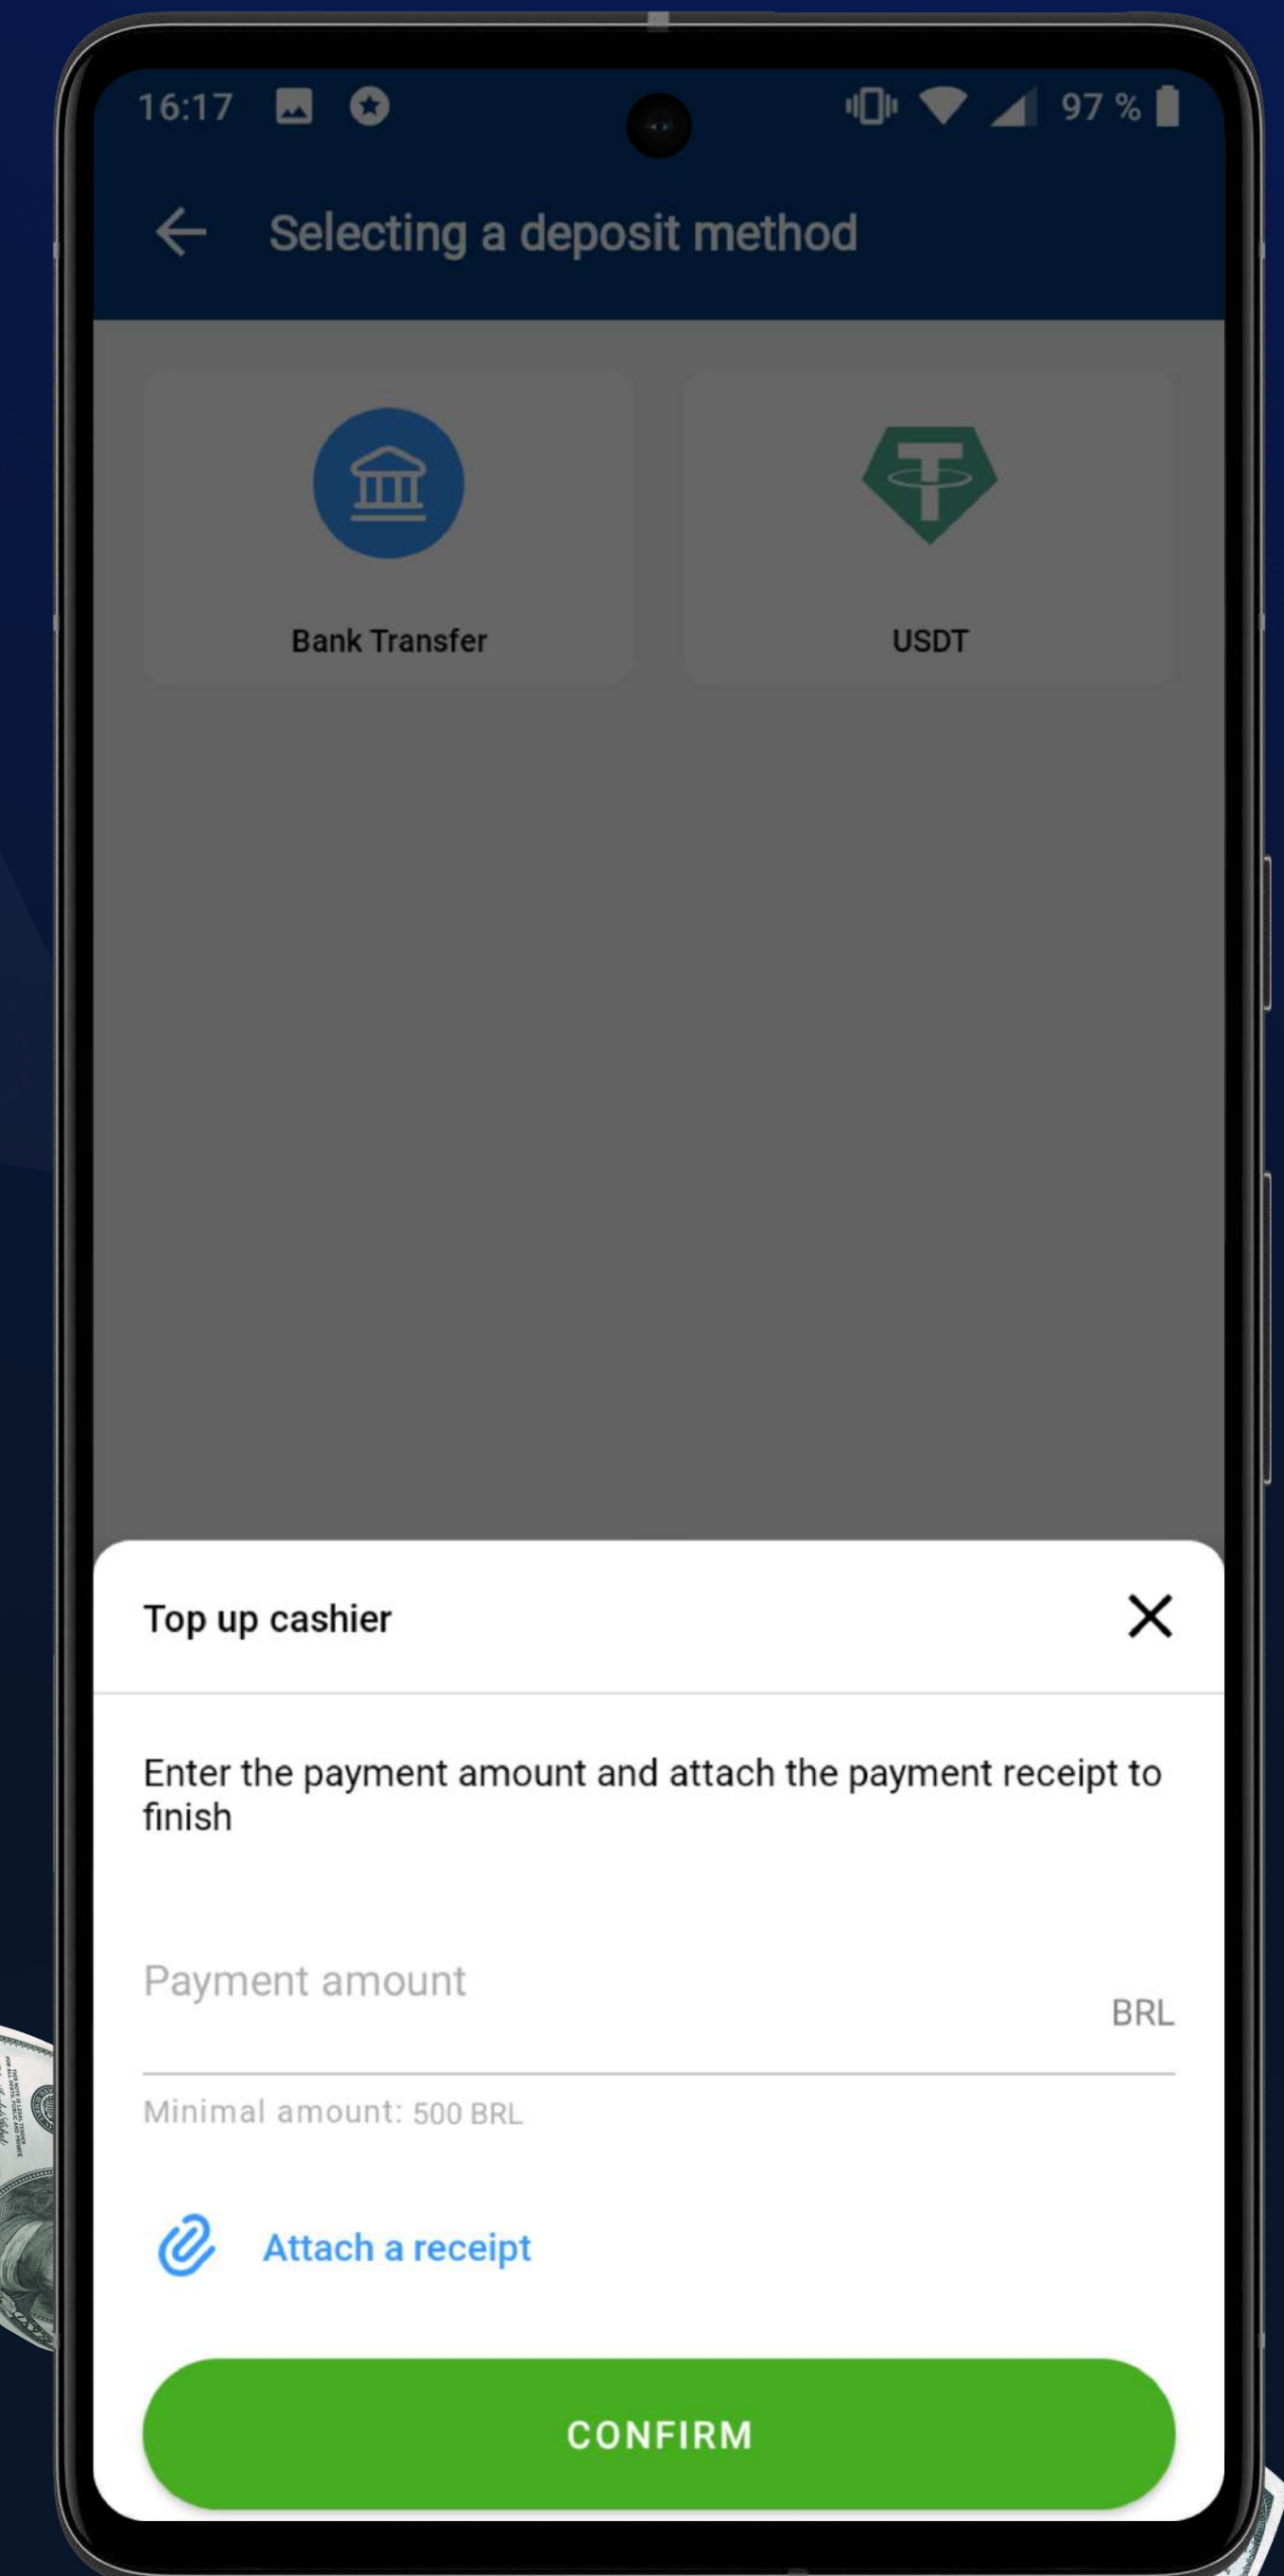 16:17 97 %
Selecting a deposit method
Bank Transfer USDT
Top up cashier
Enter the payment amount and attach the payment receipt to
finish
Payment amount
BRL
Minimal amount: 500 BRL
Attach a receipt
CONFIRM